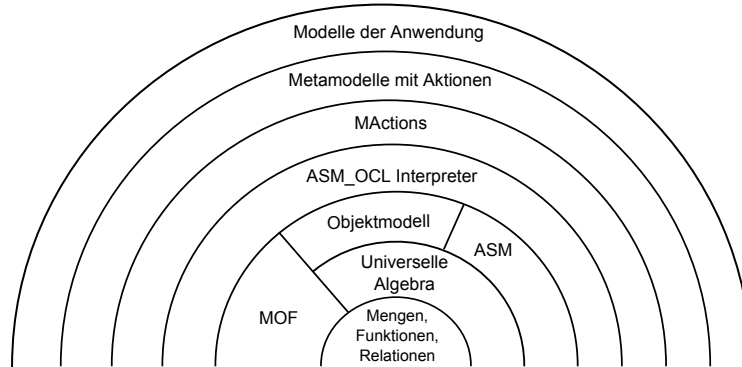 Modelle der Anwendung
Metamodelle mit Aktionen
MActions
ASM_OCL Interpreter
Objektmodell
ASM
Universelle
Algebra
MOF
Mengen,
Funktionen,
Relationen